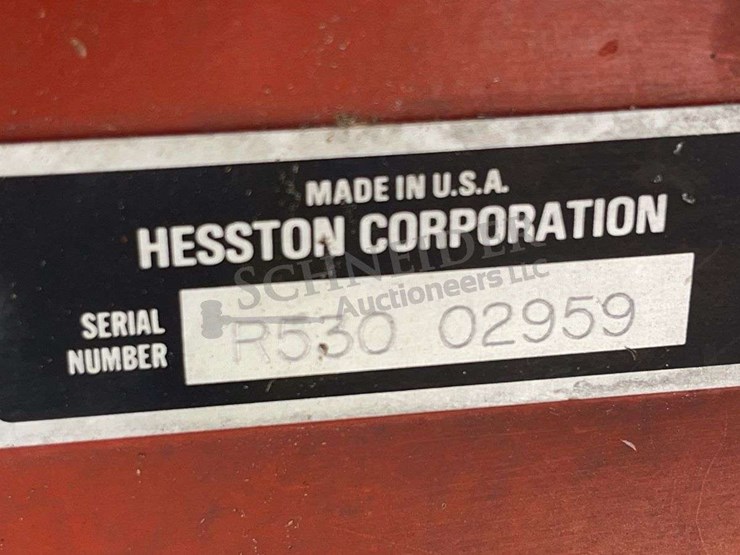 MADE IN U.S.A.
HESSTON CORPORATION
SCHNEIDER
Auctioneers LLC
SERIAL
NUMBER
R530 02959